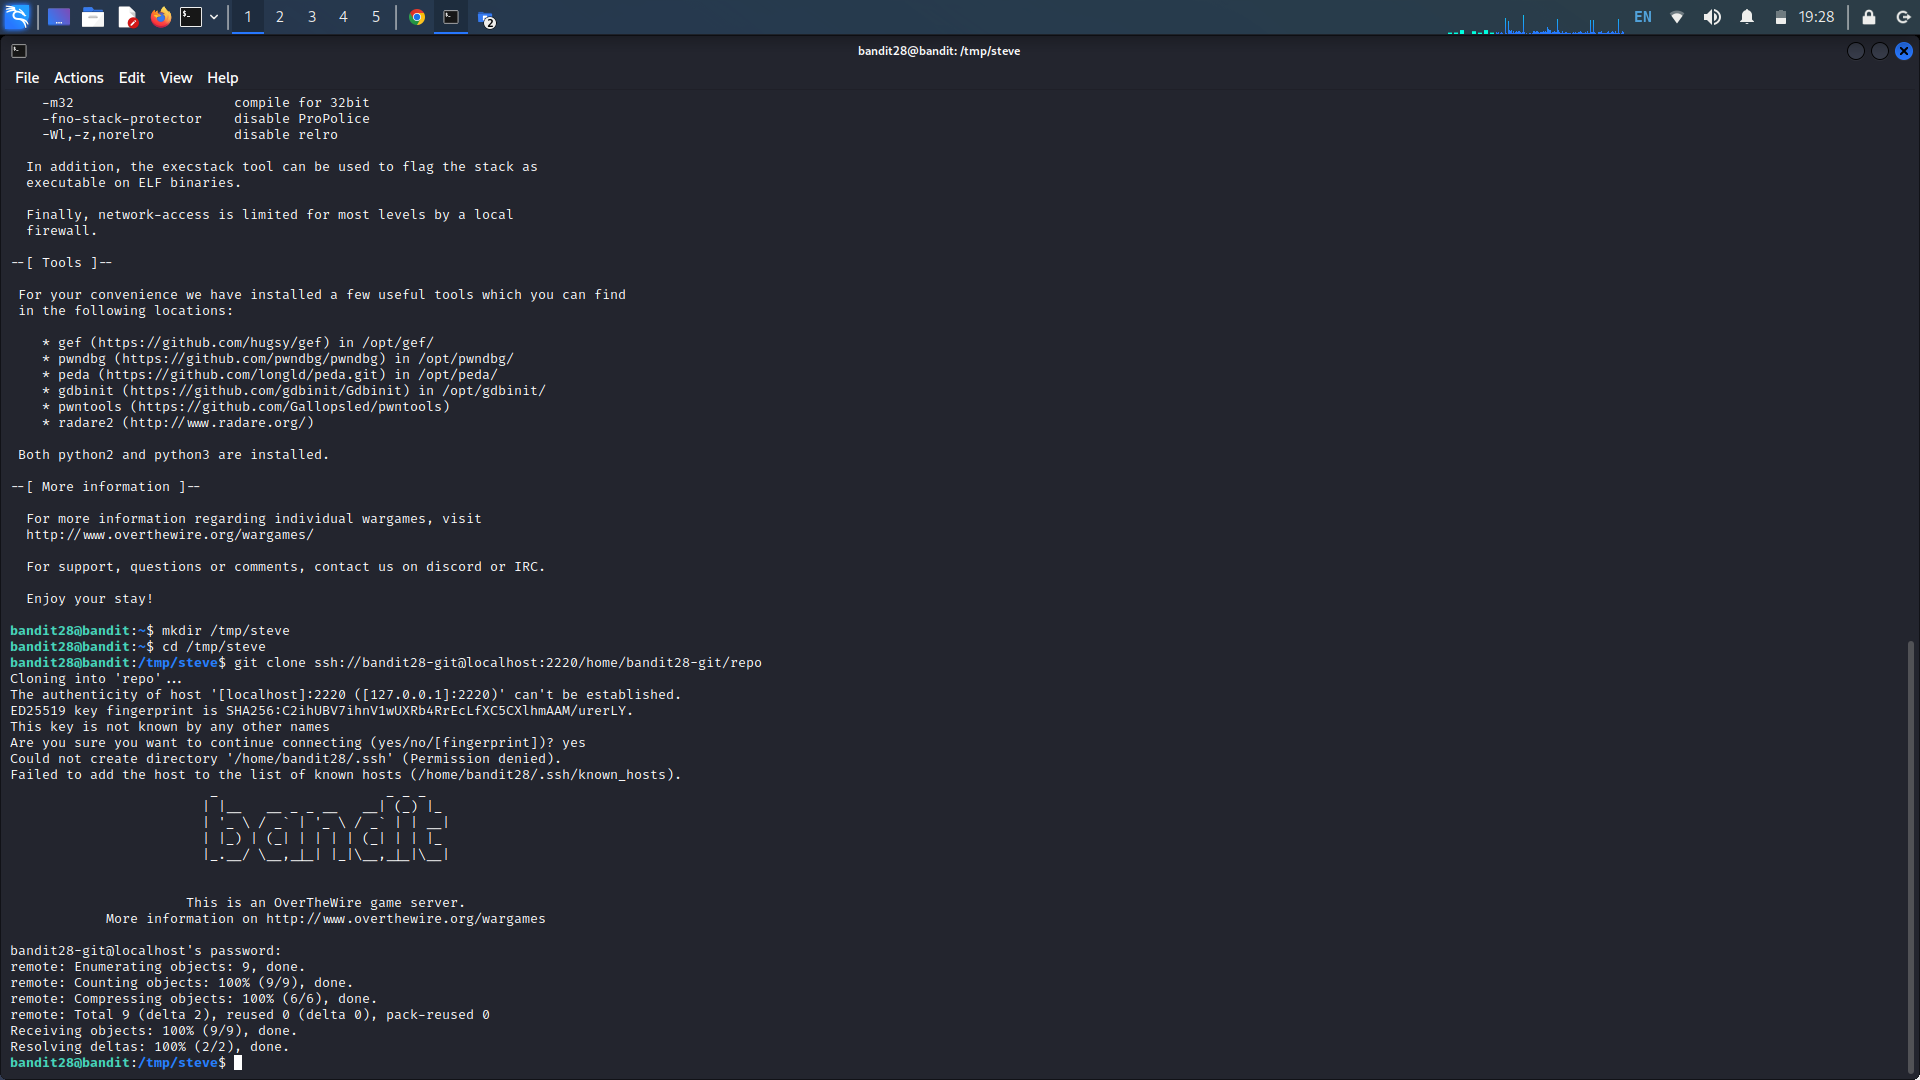 1 2 3 4 5 2 EN 19:28
bandit28@bandit: /tmp/steve
File Actions Edit View Help
-m32 compile for 32bit
-fno-stack-protector disable ProPolice
-Wl,-z,norelro disable relro
In addition, the execstack tool can be used to flag the stack as
executable on ELF binaries.
Finally, network-access is limited for most levels by a local
firewall.
--[ Tools ]--
For your convenience we have installed a few useful tools which you can find
in the following locations:
* gef (https://github.com/hugsy/gef) in /opt/gef/
* pwndbg (https://github.com/pwndbg/pwndbg) in /opt/pwndbg/
* peda (https://github.com/longld/peda.git) in /opt/peda/
* gdbinit (https://github.com/gdbinit/Gdbinit) in /opt/gdbinit/
* pwntools (https://github.com/Gallopsled/pwntools)
* radare2 (http://www.radare.org/)
Both python2 and python3 are installed.
--[ More information ]--
For more information regarding individual wargames, visit
http://www.overthewire.org/wargames/
For support, questions or comments, contact us on discord or IRC.
Enjoy your stay!
bandit28@bandit:~$ mkdir /tmp/steve
bandit28@bandit:~$ cd /tmp/steve
bandit28@bandit:/tmp/steve$ git clone ssh://bandit28-git@localhost:2220/home/bandit28-git/repo
Cloning into 'repo'...
The authenticity of host '[localhost]:2220 ([127.0.0.1]:2220)' can't be established.
ED25519 key fingerprint is SHA256:C2ihUBV7ihnV1wUXRb4RrEcLfXC5CXlhmAAM/urerLY.
This key is not known by any other names
Are you sure you want to continue connecting (yes/no/[fingerprint])? yes
Could not create directory '/home/bandit28/.ssh' (Permission denied).
Failed to add the host to the list of known hosts (/home/bandit28/.ssh/known_hosts).
bandit
This is an OverTheWire game server.
More information on http://www.overthewire.org/wargames
bandit28-git@localhost's password:
remote: Enumerating objects: 9, done.
remote: Counting objects: 100% (9/9), done.
remote: Compressing objects: 100% (6/6), done.
remote: Total 9 (delta 2), reused 0 (delta 0), pack-reused 0
Receiving objects: 100% (9/9), done.
Resolving deltas: 100% (2/2), done.
bandit28@bandit:/tmp/steve$